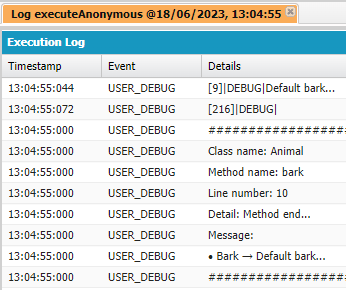 Log executeAnonymous @18/06/2023, 13:04:55
Execution Log
Timestamp Event Details
13:04:55:044 USER_DEBUG [9]|DEBUG|Default bark...
13:04:55:072 USER_DEBUG [216]|DEBUG|
13:04:55:000 USER_DEBUG ##################
13:04:55:000 USER_DEBUG Class name: Animal
13:04:55:000 USER_DEBUG Method name: bark
13:04:55:000 USER_DEBUG Line number: 10
13:04:55:000 USER_DEBUG Detail: Method end...
13:04:55:000 USER_DEBUG Message:
13:04:55:000 USER_DEBUG • Bark → Default bark...
13:04:55:000 USER_DEBUG ##################